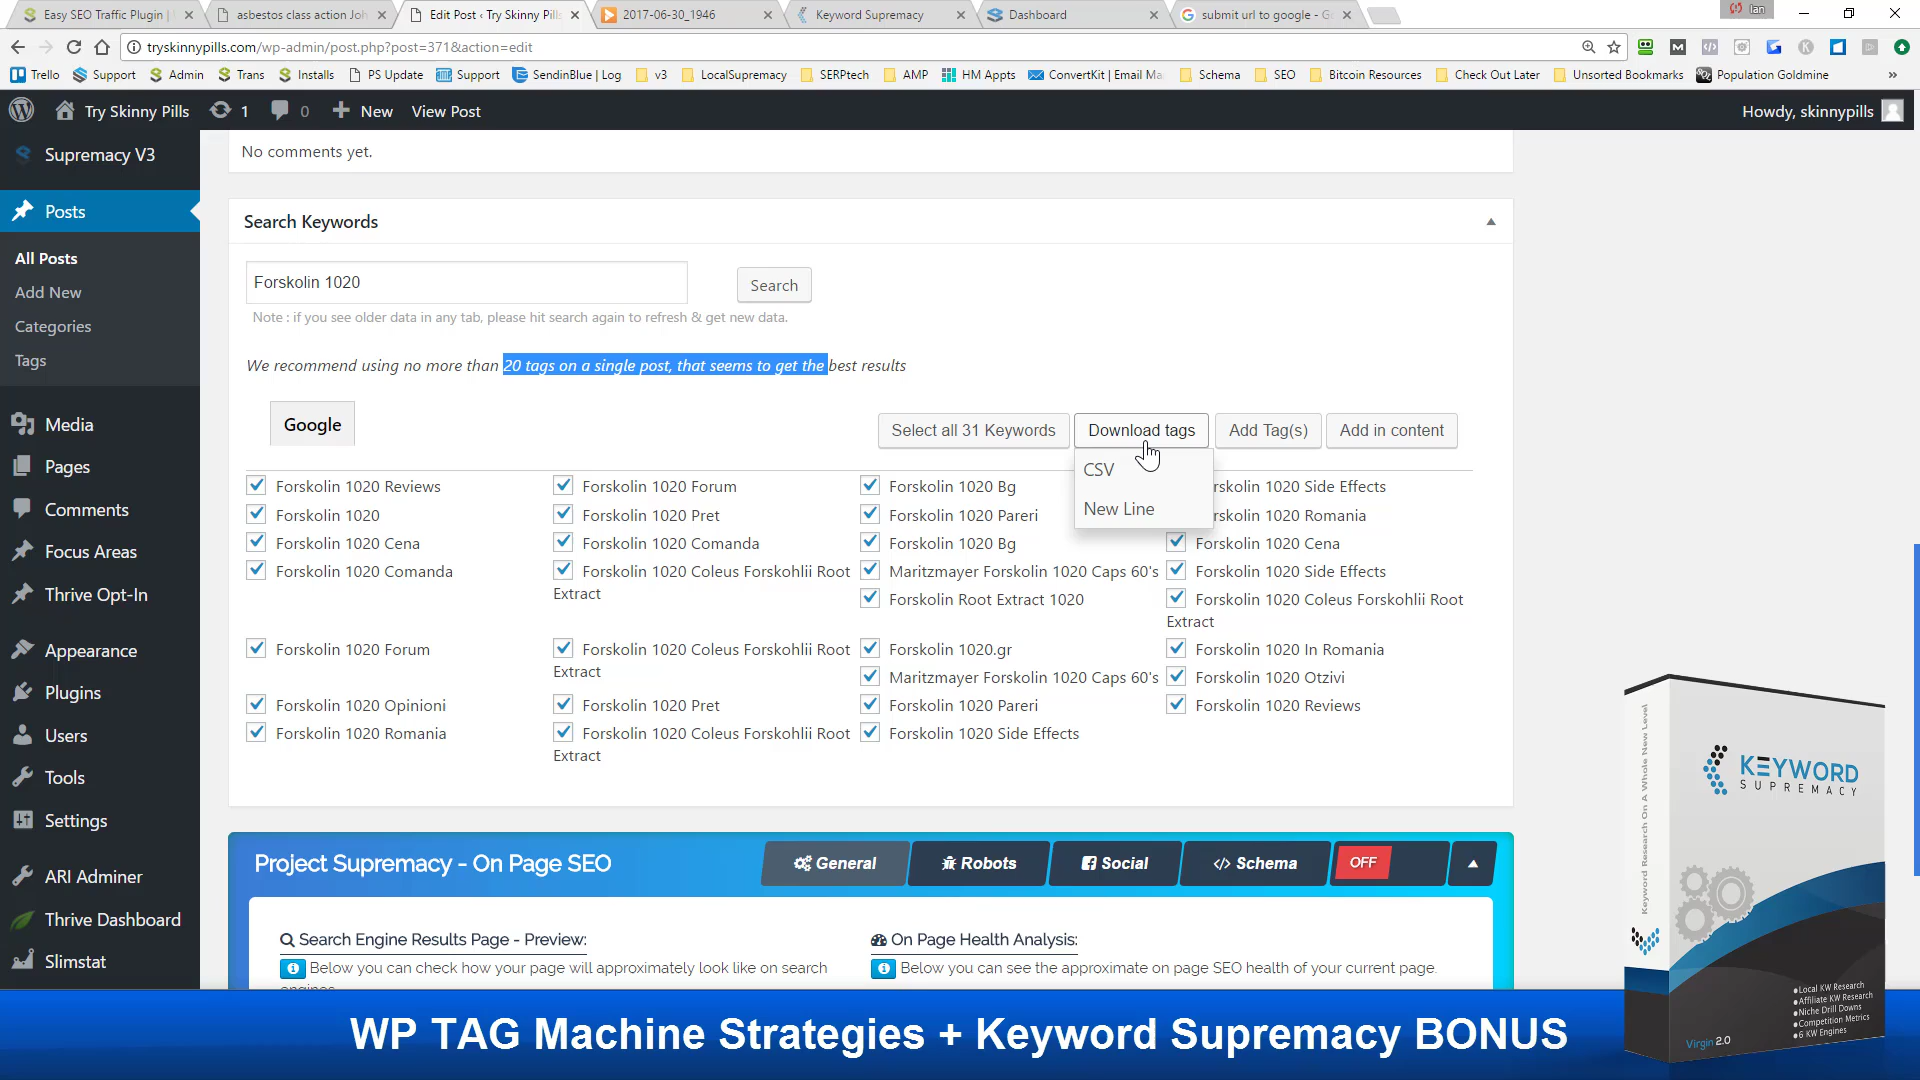 Easy SEO Traffic Plugin |
asbestos class action Joh
Edit Post ‹ Try Skinny Pills
2017-06-30_1946
Keyword Supremacy
Dashboard
submit url to google - Go
Ian
tryskinnypills.com/wp-admin/post.php?post=371&action=edit
Trello
Support
Admin
Trans
Installs
PS Update
Support
SendinBlue | Log
v3
LocalSupremacy
SERPtech
AMP
HM Appts
ConvertKit | Email Ma
Schema
SEO
Bitcoin Resources
Check Out Later
Unsorted Bookmarks
Population Goldmine
»
Try Skinny Pills
1
0
New
View Post
Howdy, skinnypills
Supremacy V3
Posts
All Posts
Add New
Categories
Tags
Media
Pages
Comments
Focus Areas
Thrive Opt-In
Appearance
Plugins
Users
Tools
Settings
ARI Adminer
Thrive Dashboard
Slimstat
No comments yet.
Search Keywords
Forskolin 1020
Search
Note : if you see older data in any tab, please hit search again to refresh & get new data.
We recommend using no more than 20 tags on a single post, that seems to get the best results
Google
Select all 31 Keywords
Download tags
Add Tag(s)
Add in content
CSV
New Line
Forskolin 1020 Reviews
Forskolin 1020 Forum
Forskolin 1020 Bg
rskolin 1020 Side Effects
Forskolin 1020
Forskolin 1020 Pret
Forskolin 1020 Pareri
rskolin 1020 Romania
Forskolin 1020 Cena
Forskolin 1020 Comanda
Forskolin 1020 Bg
Forskolin 1020 Cena
Forskolin 1020 Comanda
Forskolin 1020 Coleus Forskohlii Root
Extract
Maritzmayer Forskolin 1020 Caps 60's
Forskolin 1020 Side Effects
Forskolin Root Extract 1020
Forskolin 1020 Coleus Forskohlii Root
Extract
Forskolin 1020 Forum
Forskolin 1020 Coleus Forskohlii Root
Extract
Forskolin 1020.gr
Forskolin 1020 In Romania
Maritzmayer Forskolin 1020 Caps 60's
Forskolin 1020 Otzivi
Forskolin 1020 Opinioni
Forskolin 1020 Pret
Forskolin 1020 Pareri
Forskolin 1020 Reviews
Forskolin 1020 Romania
Forskolin 1020 Coleus Forskohlii Root
Extract
Forskolin 1020 Side Effects
Project Supremacy - On Page SEO
General
Robots
Social
</> Schema
OFF
Search Engine Results Page - Preview:
Below you can check how your page will approximately look like on search
engines.
On Page Health Analysis:
Below you can see the approximate on page SEO health of your current page.
Keyword Research On A Whole New Level
KEYWORD
SUPREMACY
Local KW Research
Affiliate KW Research
Niche Drill Downs
Competition Metrics
6 KW Engines
Virgin 2.0
WP TAG Machine Strategies + Keyword Supremacy BONUS